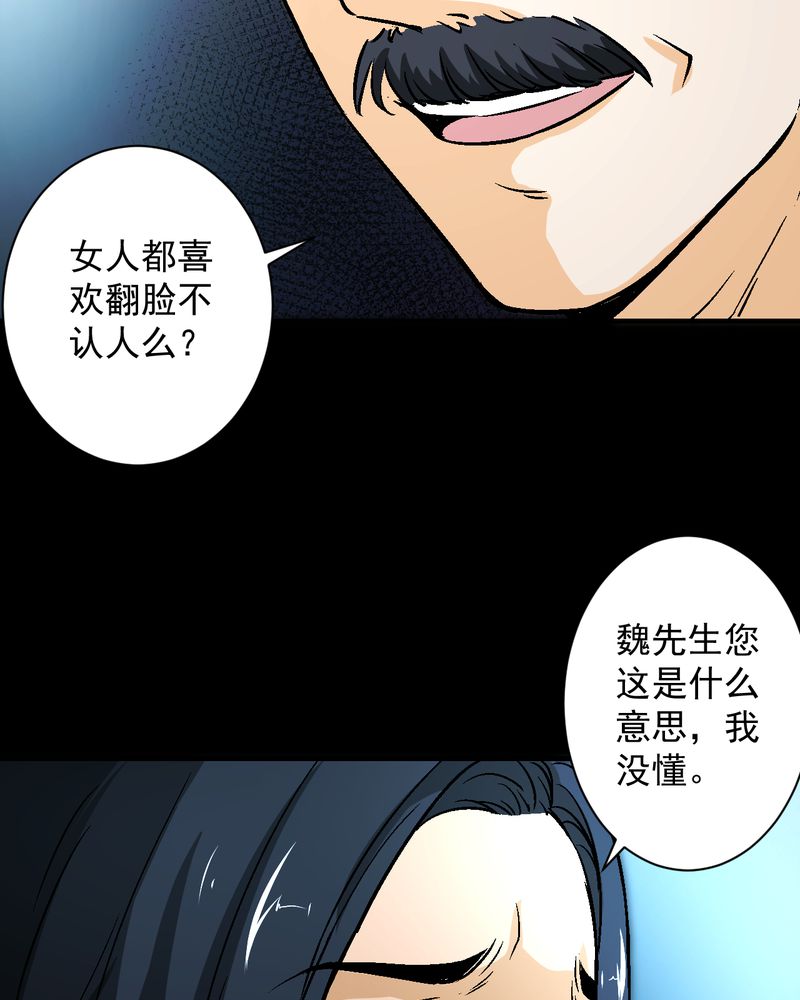 女人都喜
欢翻脸不
认人么？
魏先生您
这是什么
意思，我
没懂。